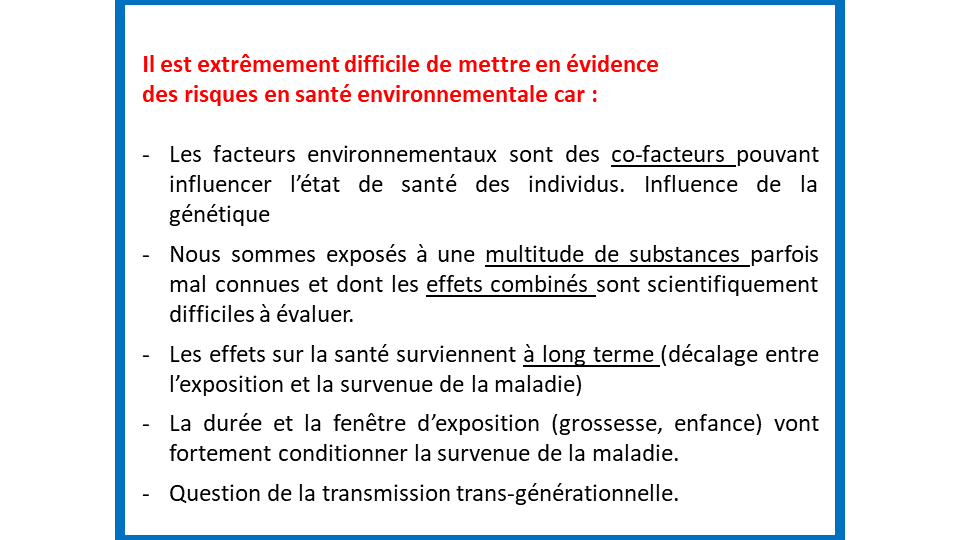 Il est extrêmement difficile de mettre en évidence
des risques en santé environnementale car :
- Les facteurs environnementaux sont des co-facteurs pouvant
influencer l’état de santé des individus. Influence de la
génétique
- Nous sommes exposés à une multitude de substances parfois
mal connues et dont les effets combinés sont scientifiquement
difficiles à évaluer.
- Les effets sur la santé surviennent à long terme (décalage entre
l’exposition et la survenue de la maladie)
- La durée et la fenêtre d’exposition (grossesse, enfance) vont
fortement conditionner la survenue de la maladie.
- Question de la transmission trans-générationnelle.